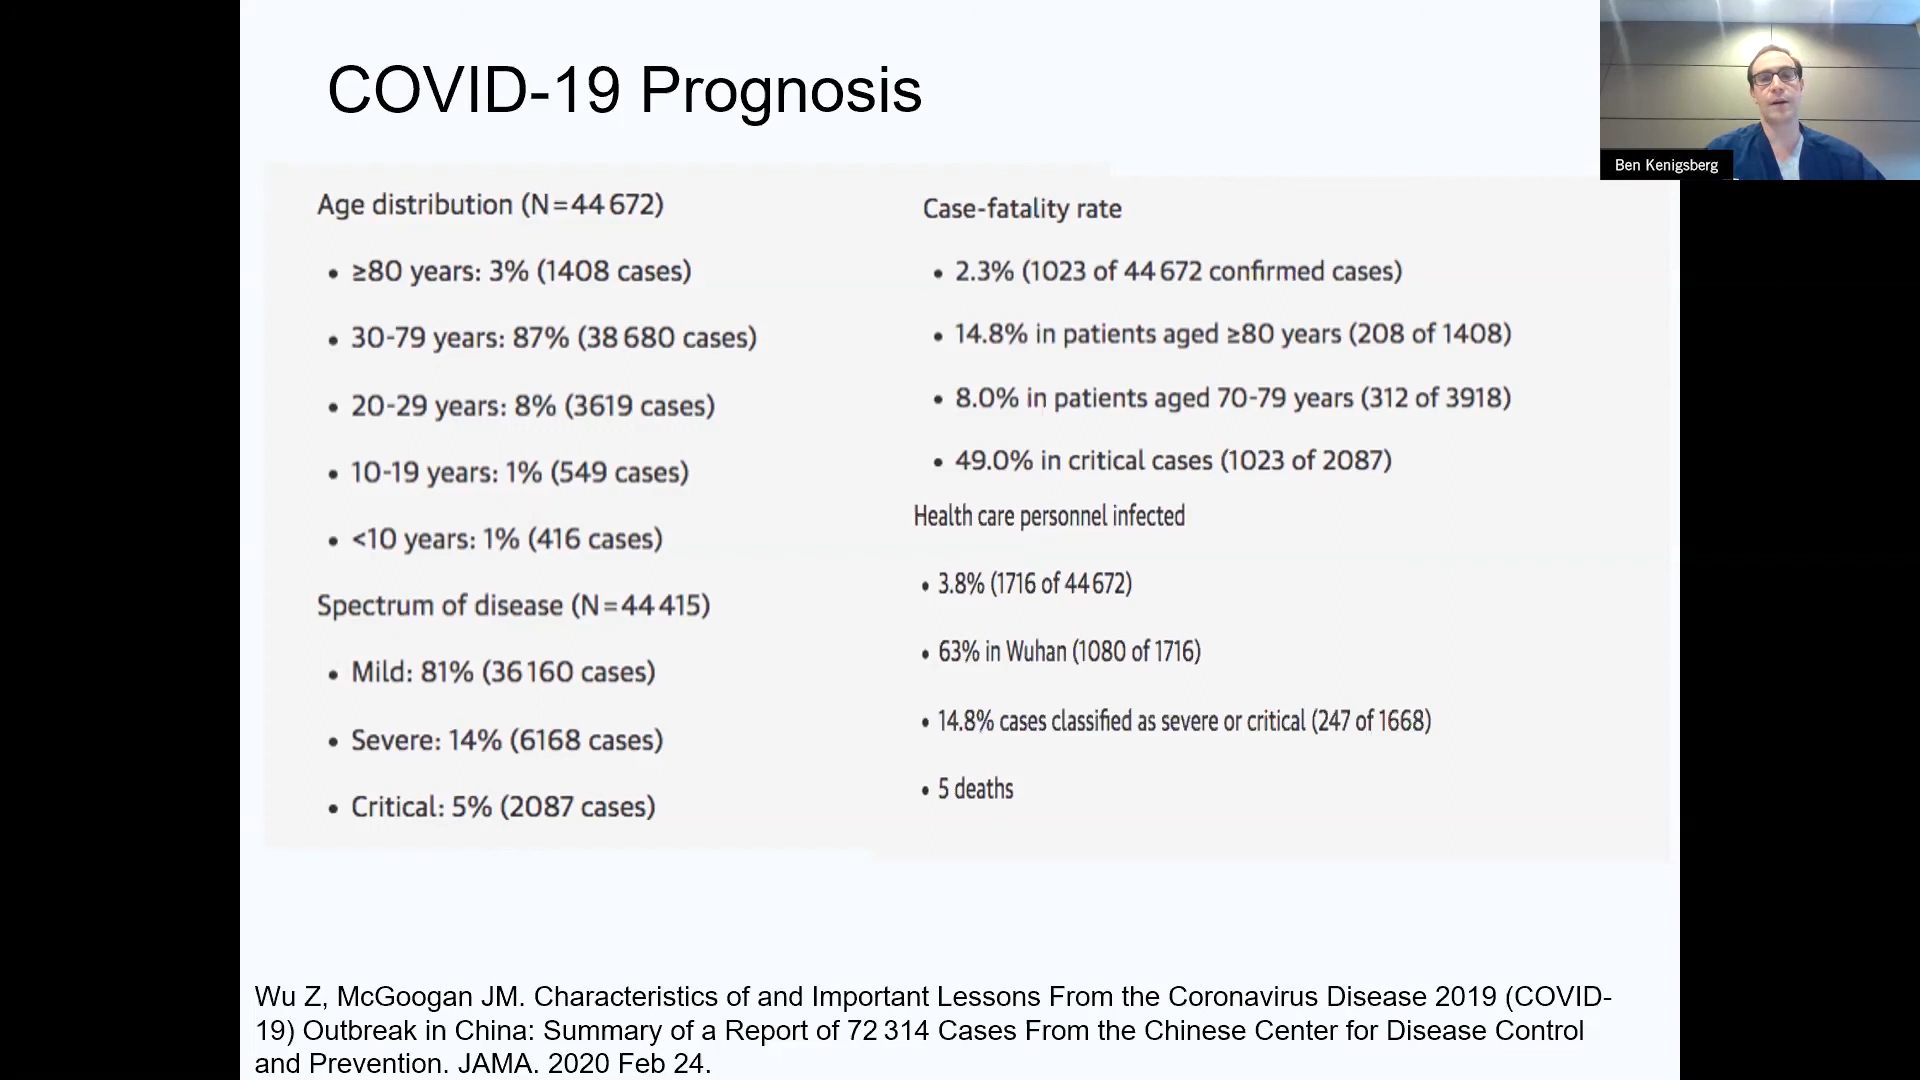 COVID-19 Prognosis
Ben Kenigsberg
Age distribution (N=44 672)
• ≥80 years: 3% (1408 cases)
• 30-79 years: 87% (38 680 cases)
• 20-29 years: 8% (3619 cases)
• 10-19 years: 1% (549 cases)
• <10 years: 1% (416 cases)
Spectrum of disease (N=44 415)
• Mild: 81% (36 160 cases)
• Severe: 14% (6168 cases)
• Critical: 5% (2087 cases)
Case-fatality rate
• 2.3% (1023 of 44 672 confirmed cases)
• 14.8% in patients aged ≥80 years (208 of 1408)
• 8.0% in patients aged 70-79 years (312 of 3918)
• 49.0% in critical cases (1023 of 2087)
Health care personnel infected
• 3.8% (1716 of 44 672)
• 63% in Wuhan (1080 of 1716)
• 14.8% cases classified as severe or critical (247 of 1668)
• 5 deaths
Wu Z, McGoogan JM. Characteristics of and Important Lessons From the Coronavirus Disease 2019 (COVID-
19) Outbreak in China: Summary of a Report of 72 314 Cases From the Chinese Center for Disease Control
and Prevention. JAMA. 2020 Feb 24.